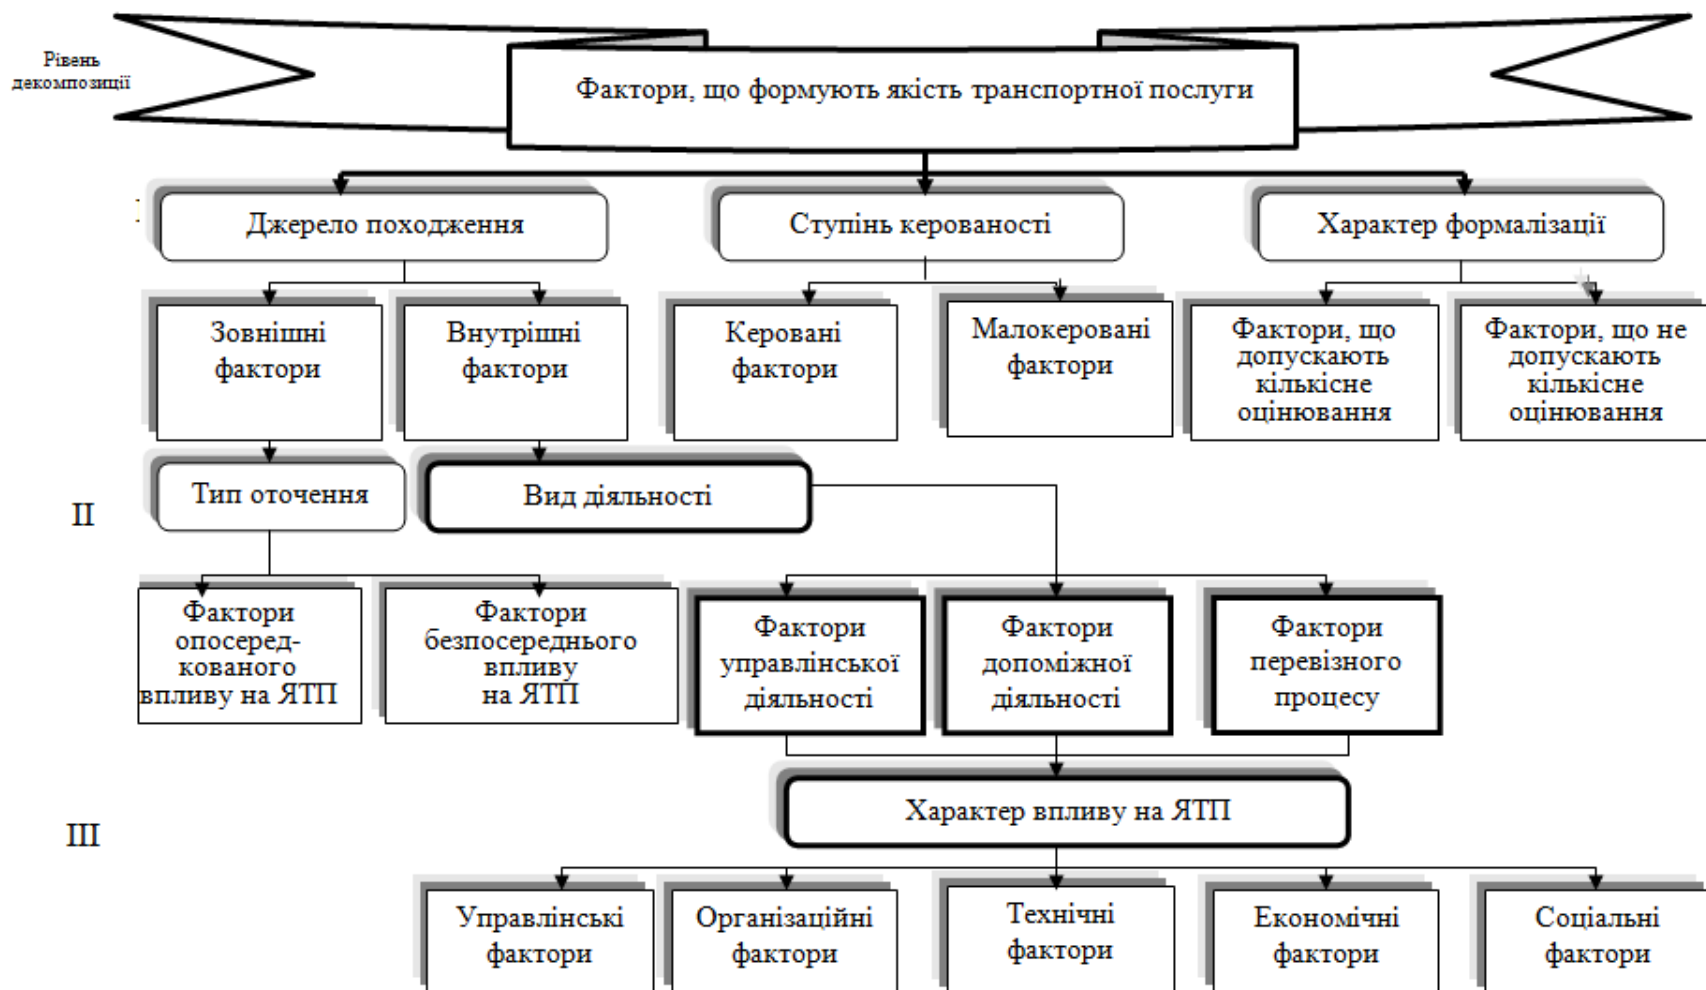 Рівень
декомпозиції
Фактори, що формують якість транспортної послуги
Джерело походження
Ступінь керованості
Характер формалізації
Зовнішні
фактори
Внутрішні
фактори
Керовані
фактори
Малокеровані
фактори
Фактори, що
допускають
кількісне
оцінювання
Фактори, що не
допускають
кількісне
оцінювання
II
Тип оточення
Вид діяльності
Фактори
опосеред-
кованого
впливу на ЯТП
Фактори
безпосереднього
впливу
на ЯТП
Фактори
управлінської
діяльності
Фактори
допоміжної
діяльності
Фактори
перевізного
процесу
III
Характер впливу на ЯТП
Управлінські
фактори
Організаційні
фактори
Технічні
фактори
Економічні
фактори
Соціальні
фактори